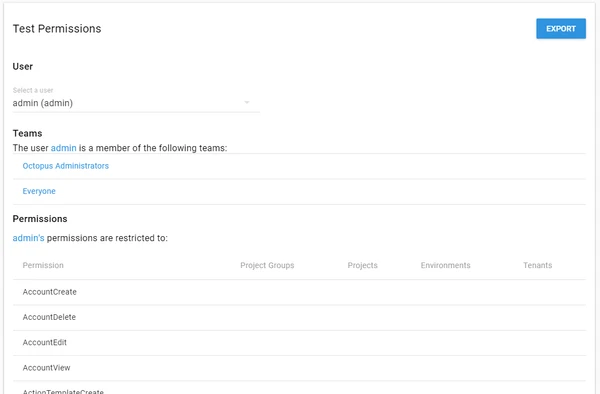 Test Permissions
EXPORT
User
Select a user
admin (admin)
Teams
The user admin is a member of the following teams:
Octopus Administrators
Everyone
Permissions
admin's permissions are restricted to:
Permission Project Groups Projects Environments Tenants
AccountCreate
AccountDelete
AccountEdit
AccountView
ActionTemplateCreate